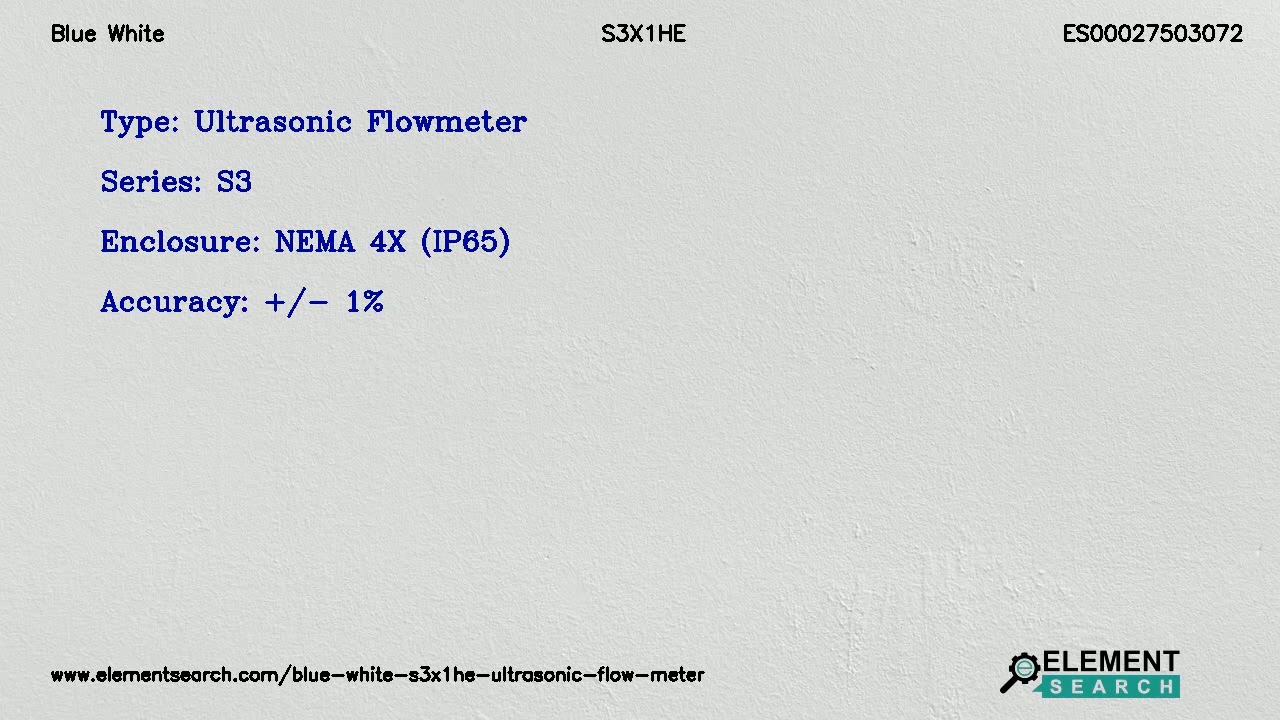 Blue White S3X1HE ES00027503072
Type: Ultrasonic Flowmeter
Series: S3
Enclosure: NEMA 4X (IP65)
Accuracy: +/- 1%
www.elementsearch.com/blue-white-s3x1he-ultrasonic-flow-meter
e ELEMENT
SEARCH